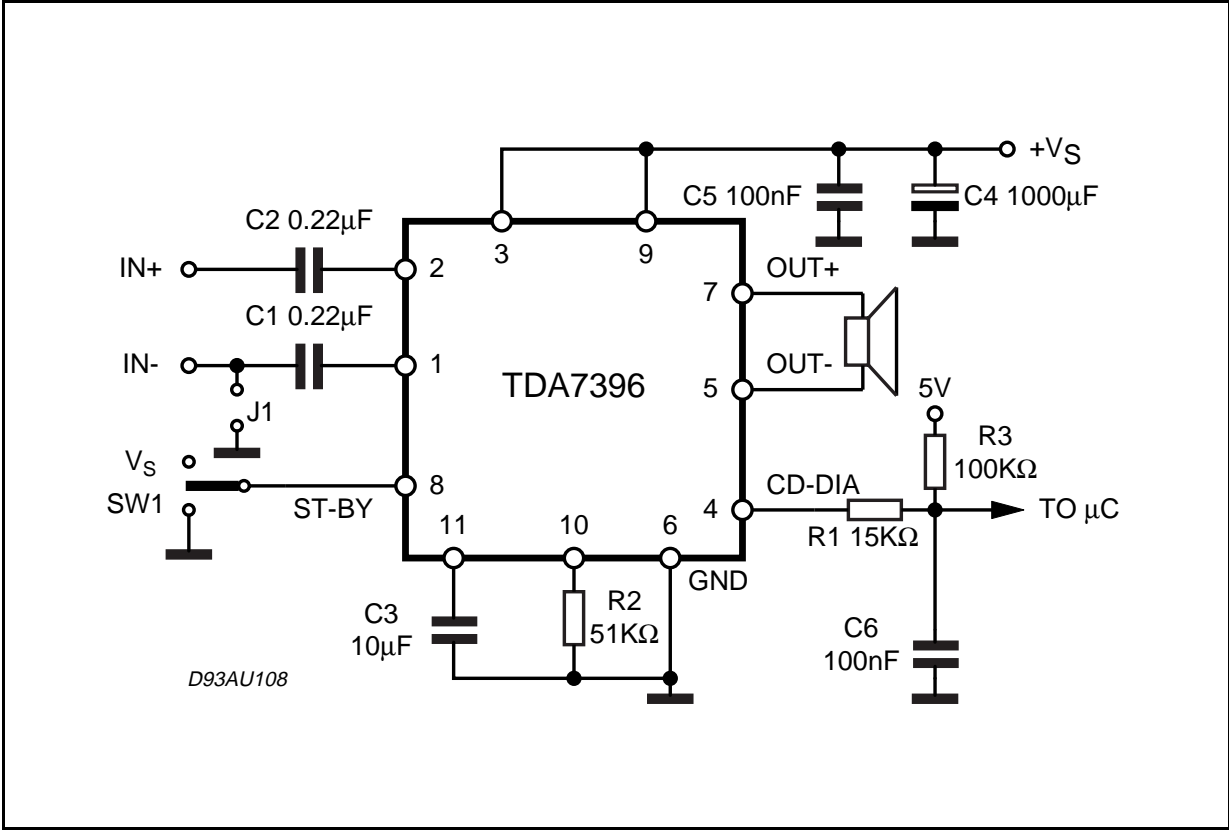 +VS
C5 100nF
C4 1000μF
C2 0.22μF
3
9
IN+
2
OUT+
7
C1 0.22μF
IN-
1
TDA7396
OUT-
5
5V
J1
R3
100KΩ
VS
SW1
ST-BY
8
CD-DIA
4
TO μC
R1 15KΩ
11
10
6
GND
C3
10μF
R2
51KΩ
C6
100nF
D93AU108